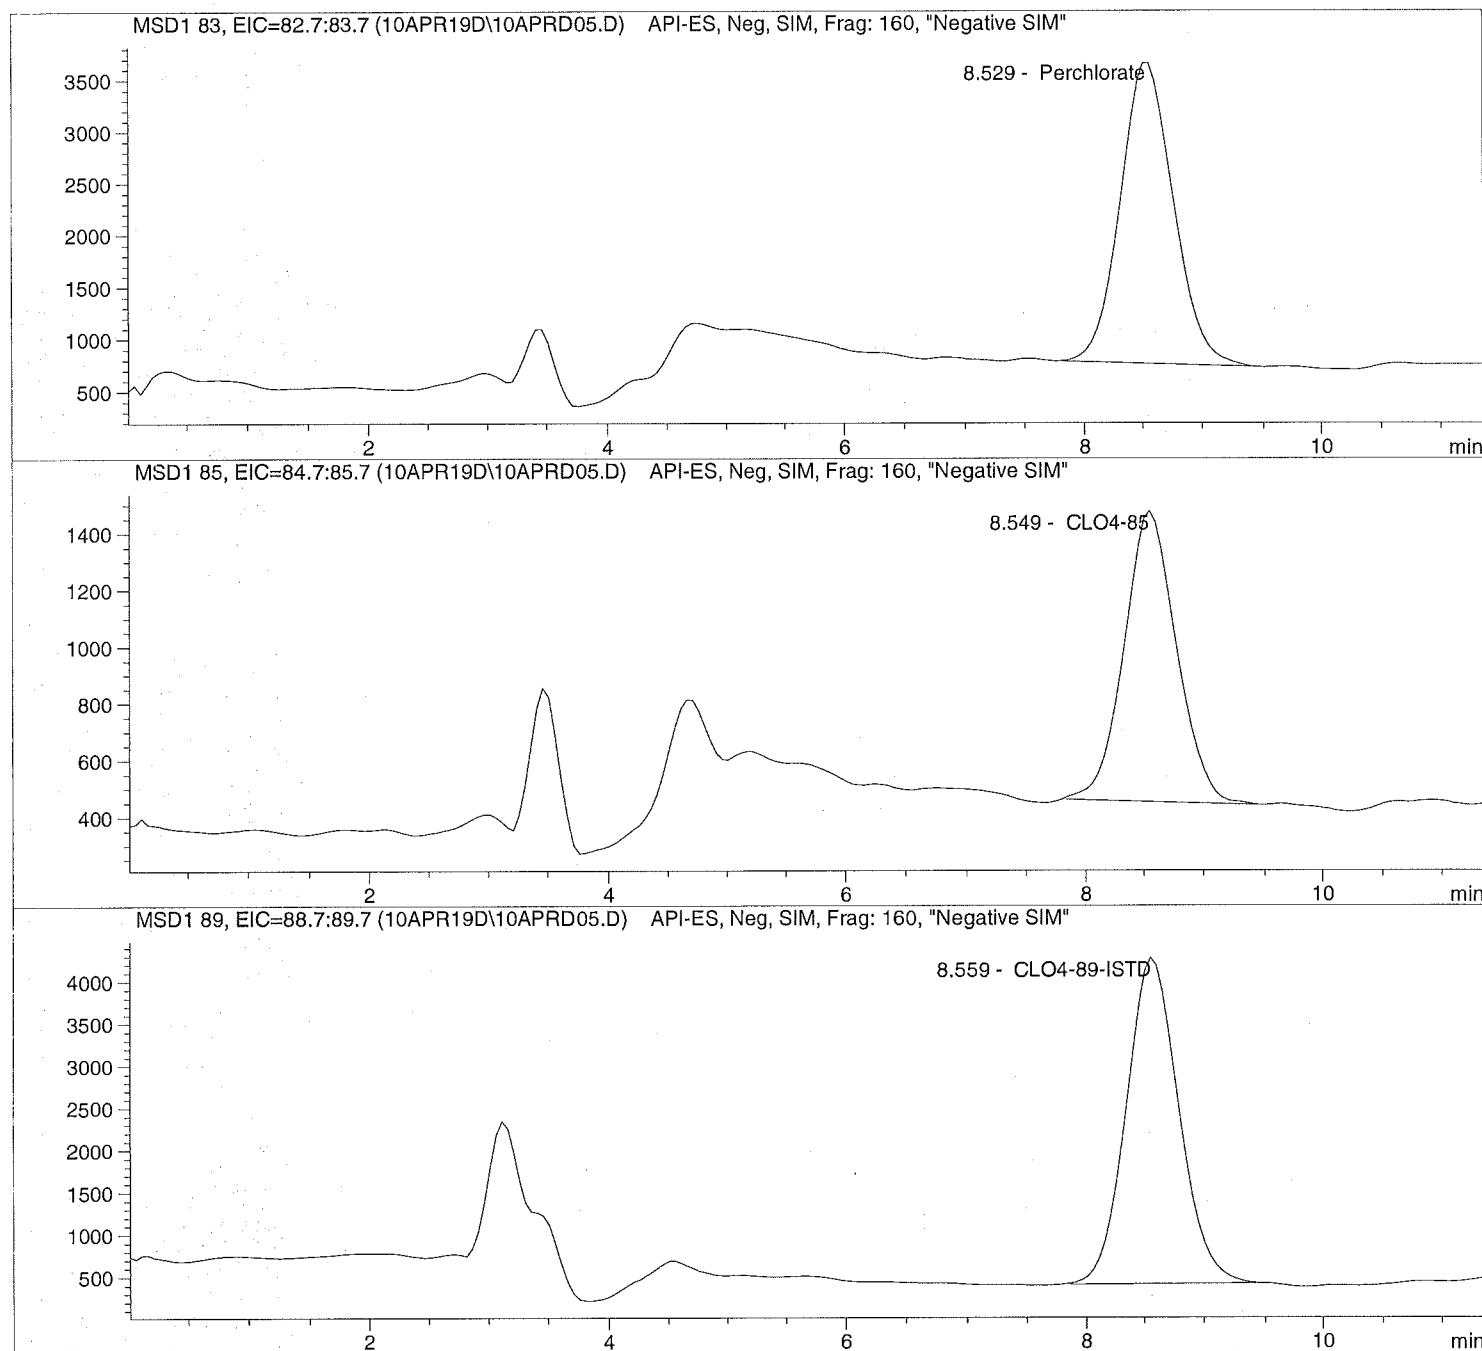 MSD1 83, EIC=82.7:83.7 (10APR19D\10APRD05.D) API-ES, Neg, SIM, Frag: 160, "Negative SIM"
8.529 - Perchlorate
3500
3000
2500
2000
1500
1000
500
2 4 6 8 10 min
MSD1 85, EIC=84.7:85.7 (10APR19D\10APRD05.D) API-ES, Neg, SIM, Frag: 160, "Negative SIM"
8.549 - CLO4-85
1400
1200
1000
800
600
400
2 4 6 8 10 min
MSD1 89, EIC=88.7:89.7 (10APR19D\10APRD05.D) API-ES, Neg, SIM, Frag: 160, "Negative SIM"
8.559 - CLO4-89-ISTD
4000
3500
3000
2500
2000
1500
1000
500
2 4 6 8 10 min